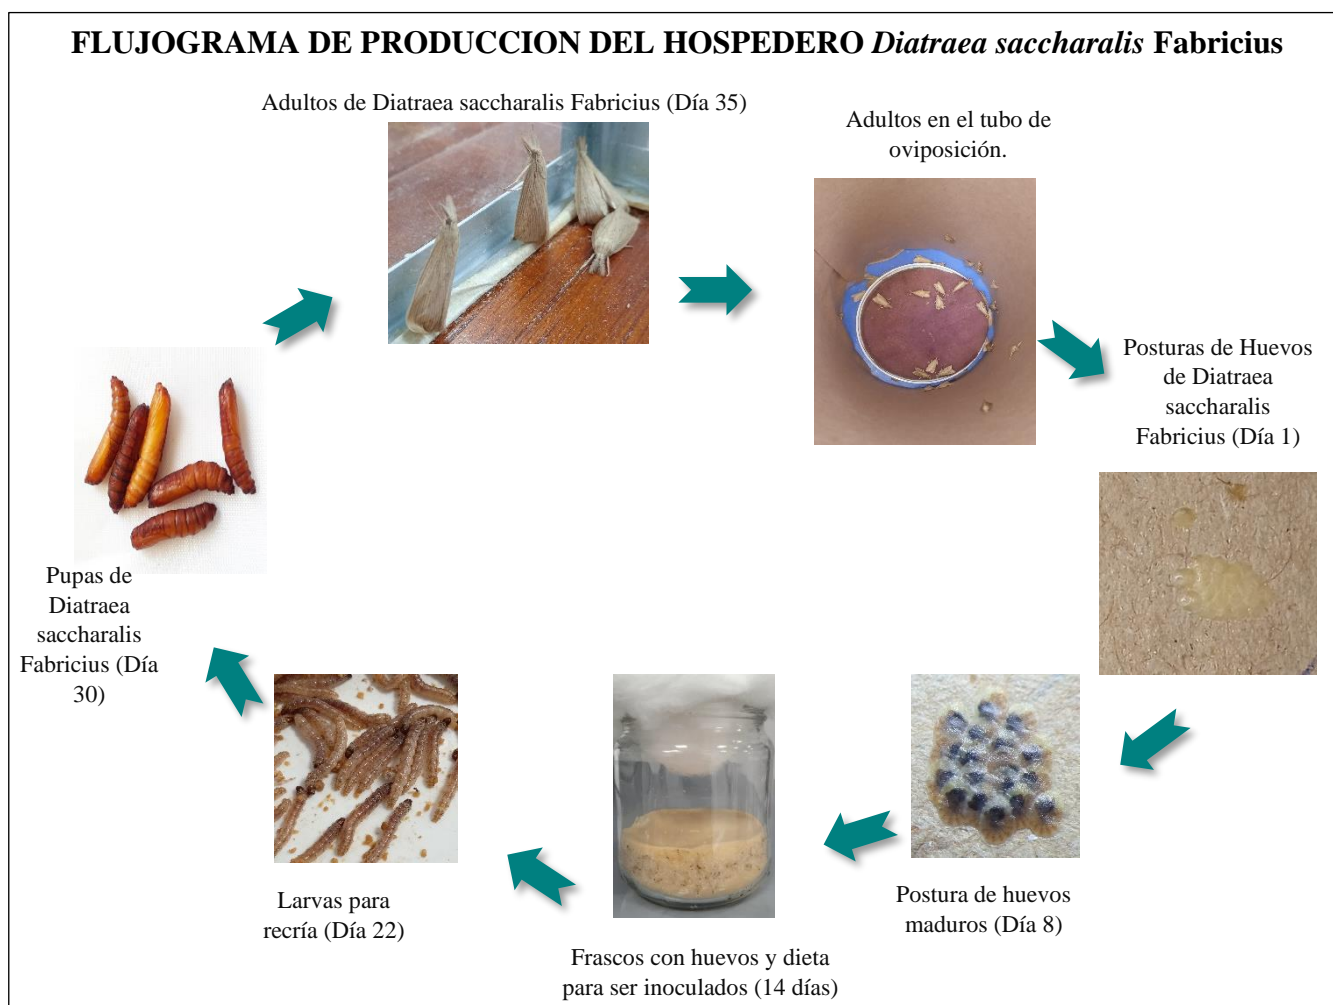 FLUJOGRAMA DE PRODUCCION DEL HOSPEDERO Diatraea saccharalis Fabricius
Adultos de Diatraea saccharalis Fabricius (Día 35)
Adultos en el tubo de
oviposición.
Posturas de Huevos
de Diatraea
saccharalis
Fabricius (Día 1)
Postura de huevos
maduros (Día 8)
Frascos con huevos y dieta
para ser inoculados (14 días)
Larvas para
recría (Día 22)
Pupas de
Diatraea
saccharalis
Fabricius (Día
30)